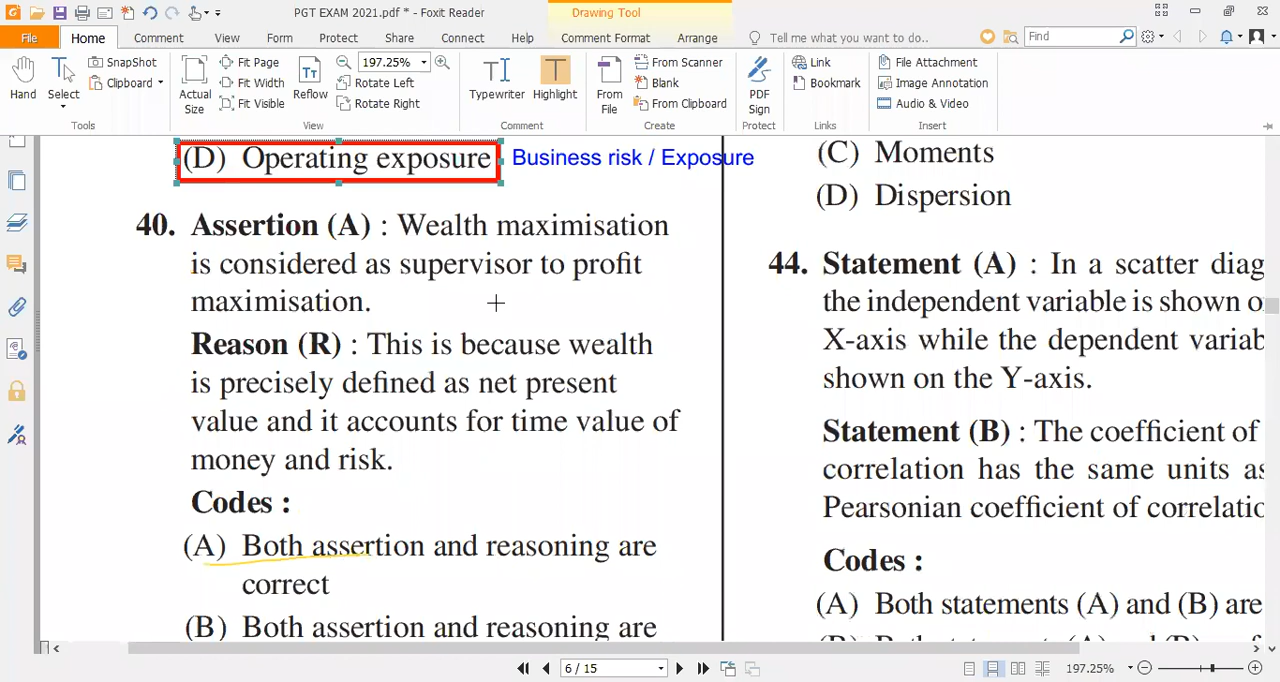 PGT EXAM 2021.pdf * - Foxit Reader
Drawing Tool
File Home Comment View Form Protect Share Connect Help Comment Format Arrange Tell me what you want to do.. Find
Hand
Select
SnapShot
Clipboard
Tools
Actual Size
Fit Page
Fit Width
Fit Visible
Reflow
197.25%
Rotate Left
Rotate Right
View
Typewriter
Highlight
Comment
From File
From Scanner
Blank
From Clipboard
Create
PDF Sign
Protect
Link
Bookmark
Links
File Attachment
Image Annotation
Audio & Video
Insert
(D) Operating exposure Business risk / Exposure
40. Assertion (A) : Wealth maximisation
is considered as supervisor to profit
maximisation.
Reason (R) : This is because wealth
is precisely defined as net present
value and it accounts for time value of
money and risk.
Codes :
(A) Both assertion and reasoning are
correct
(B) Both assertion and reasoning are
(C) Moments
(D) Dispersion
44. Statement (A) : In a scatter diag
the independent variable is shown o
X-axis while the dependent variab
shown on the Y-axis.
Statement (B) : The coefficient of
correlation has the same units as
Pearsonian coefficient of correlatio
Codes :
(A) Both statements (A) and (B) are
6 / 15
197.25%